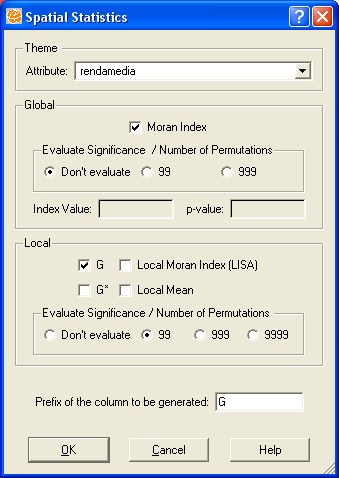 Spatial Statistics
Theme
Attribute: rendamedia
Global
Moran Index
Evaluate Significance / Number of Permutations
Don't evaluate 99 999
Index Value: p-value:
Local
G Local Moran Index (LISA)
G* Local Mean
Evaluate Significance / Number of Permutations
Don't evaluate 99 999 9999
Prefix of the column to be generated: G
OK Cancel Help